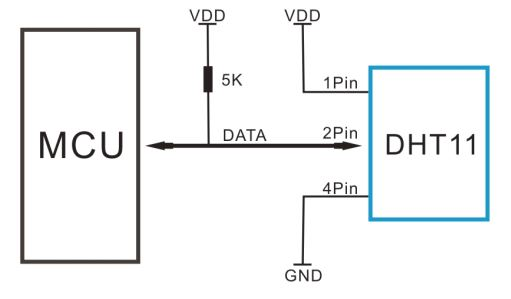 VDD
VDD
5K
1Pin
MCU
DATA
2Pin
DHT11
4Pin
GND